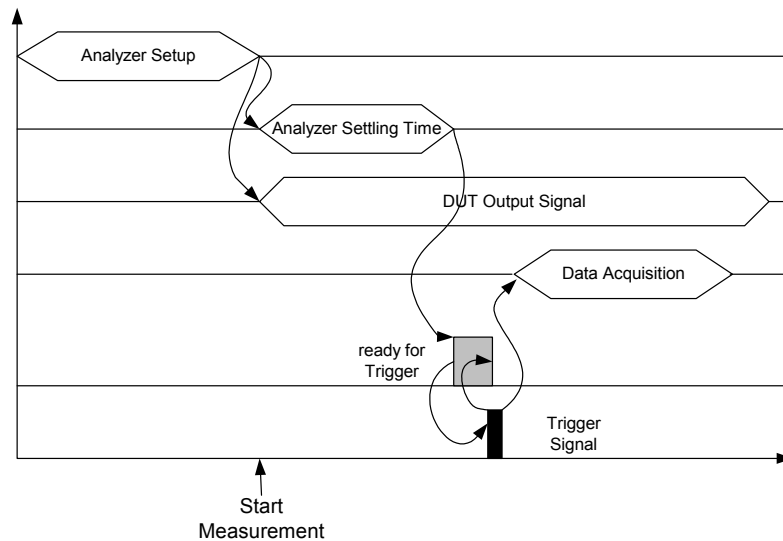 Analyzer Setup
Analyzer Settling Time
DUT Output Signal
Data Acquisition
ready for
Trigger
Trigger
Signal
Start
Measurement